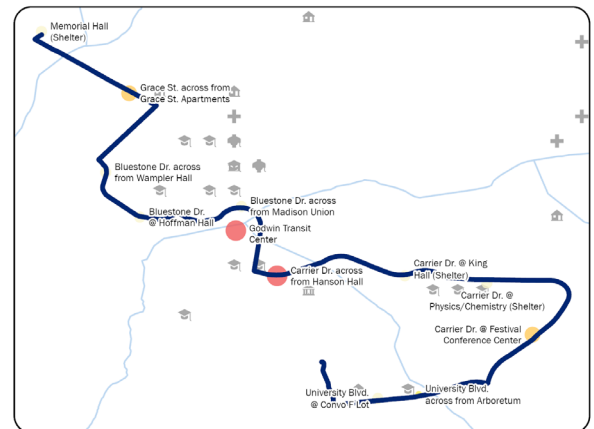 Memorial Hall
(Shelter)
Grace St. across from
Grace St. Apartments
Bluestone Dr. across
from Wampler Hall
Bluestone Dr.
@ Hoffman Hall
Bluestone Dr. across
from Madison Union
Godwin Transit
Center
Carrier Dr. across
from Hanson Hall
Carrier Dr. @ King
Hall (Shelter)
Carrier Dr. @
Physics/Chemistry (Shelter)
Carrier Dr. @ Festival
Conference Center
University Blvd.
across from Arboretum
University Blvd.
@ Convo F Lot